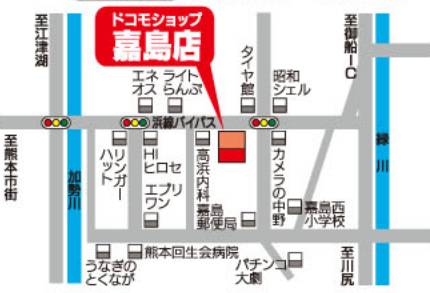 ドコモショップ
嘉島店
至江津湖
至御船IC
エネオス
ライト
らんぷ
タイヤ館
昭和
シェル
浜線バイパス
至熊本市街
加勢川
リンガー
ハット
HI
ヒロセ
エブリ
ワン
高浜内科
嘉島
郵便局
カメラの中野
嘉島西
小学校
緑川
至川尻
うなぎの
とくなが
熊本回生会病院
パチンコ
大劇